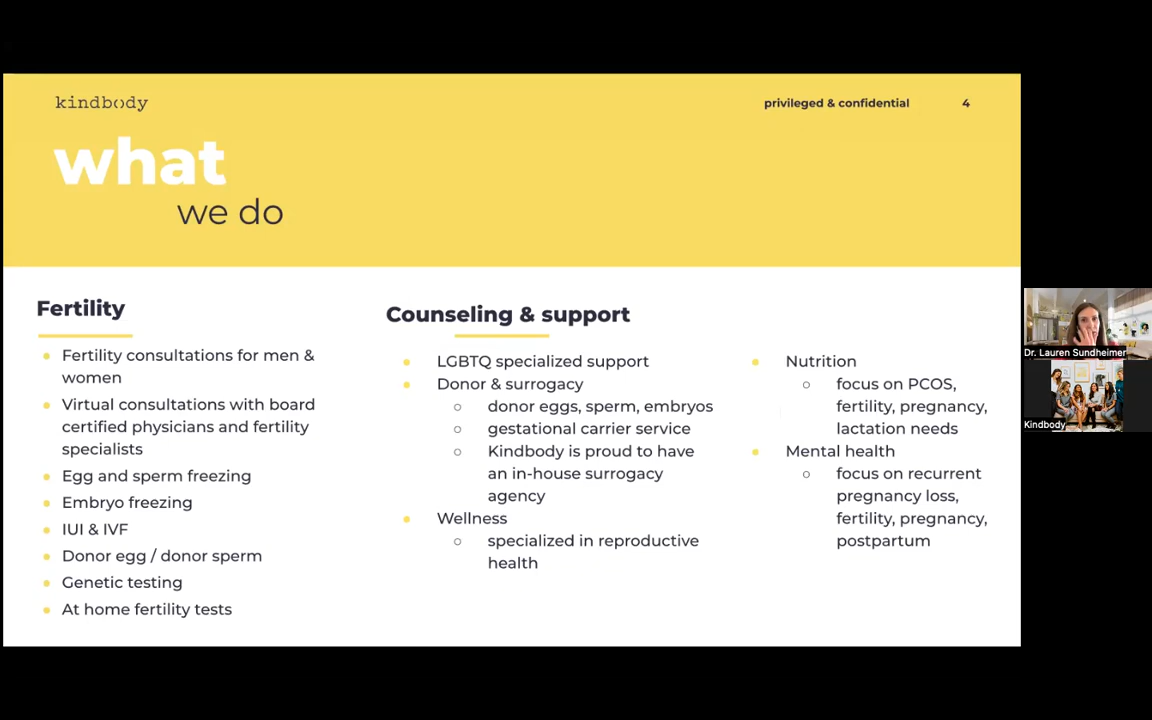 kindbody
privileged & confidential
4
what
we do
Fertility
Fertility consultations for men &
women
Virtual consultations with board
certified physicians and fertility
specialists
Egg and sperm freezing
Embryo freezing
IUI & IVF
Donor egg / donor sperm
Genetic testing
At home fertility tests
Counseling & support
LGBTQ specialized support
Donor & surrogacy
donor eggs, sperm, embryos
gestational carrier service
Kindbody is proud to have
an in-house surrogacy
agency
Wellness
specialized in reproductive
health
Nutrition
focus on PCOS,
fertility, pregnancy,
lactation needs
Mental health
focus on recurrent
pregnancy loss,
fertility, pregnancy,
postpartum
Dr. Lauren Sundheimer
Kindbody